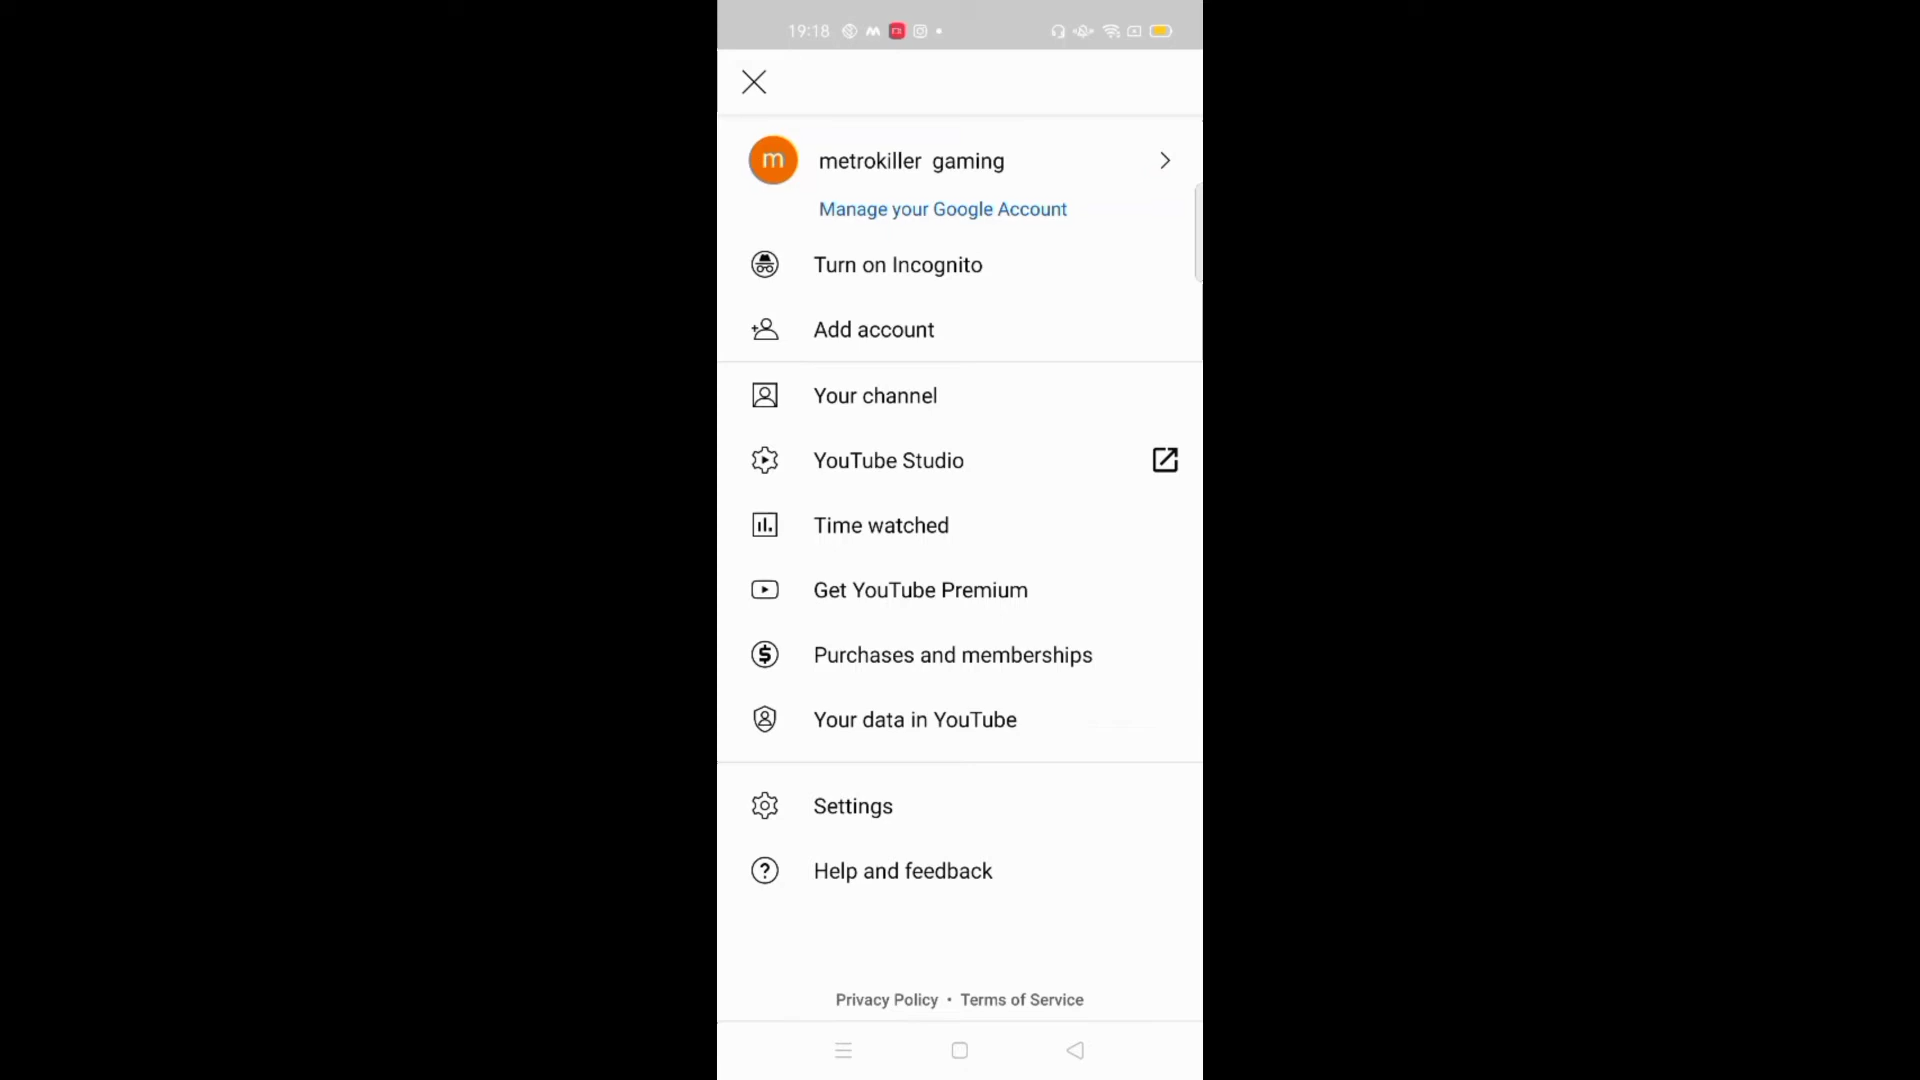 19:18
m
metrokiller gaming
Manage your Google Account
Turn on Incognito
Add account
Your channel
YouTube Studio
Time watched
Get YouTube Premium
Purchases and memberships
Your data in YouTube
Settings
Help and feedback
Privacy Policy • Terms of Service